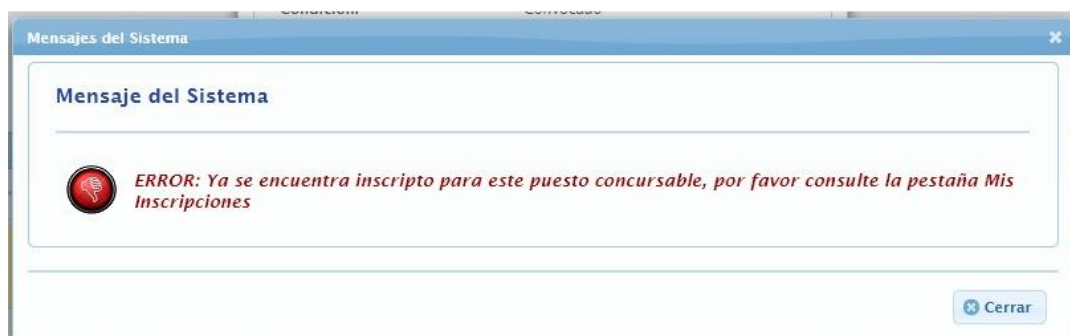 Mensajes del Sistema
Mensaje del Sistema
ERROR: Ya se encuentra inscripto para este puesto concursable, por favor consulte la pestaña Mis
Inscripciones
Cerrar